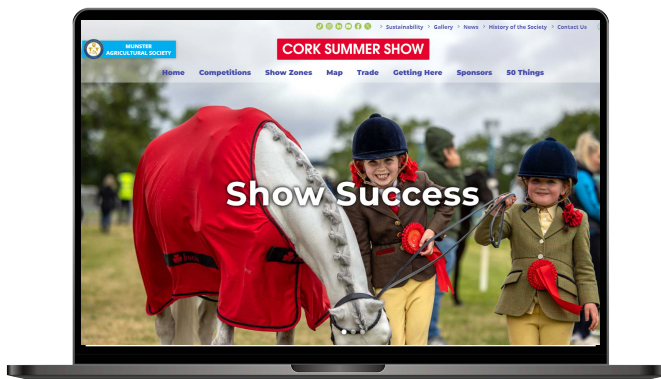 Sustainability > Gallery > News > History of the Society > Contact Us
MUNSTER
AGRICULTURAL SOCIETY
CORK SUMMER SHOW
Home Competitions Show Zones Map Trade Getting Here Sponsors 50 Things
Show Success